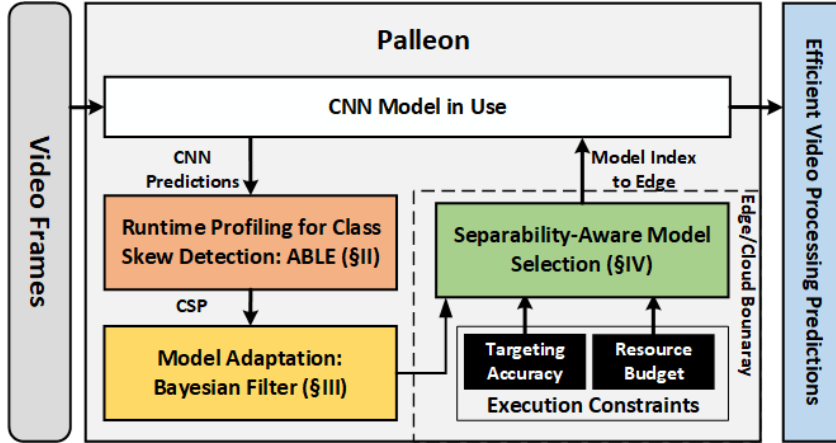 Video Frames
Palleon
CNN Model in Use
CNN
Predictions
Model Index
to Edge
Runtime Profiling for Class
Skew Detection: ABLE (§II)
Separability-Aware Model
Selection (§IV)
CSP
Model Adaptation:
Bayesian Filter (§III)
Targeting
Accuracy
Resource
Budget
Execution Constraints
Edge/Cloud Bounaray
Efficient Video Processing Predictions